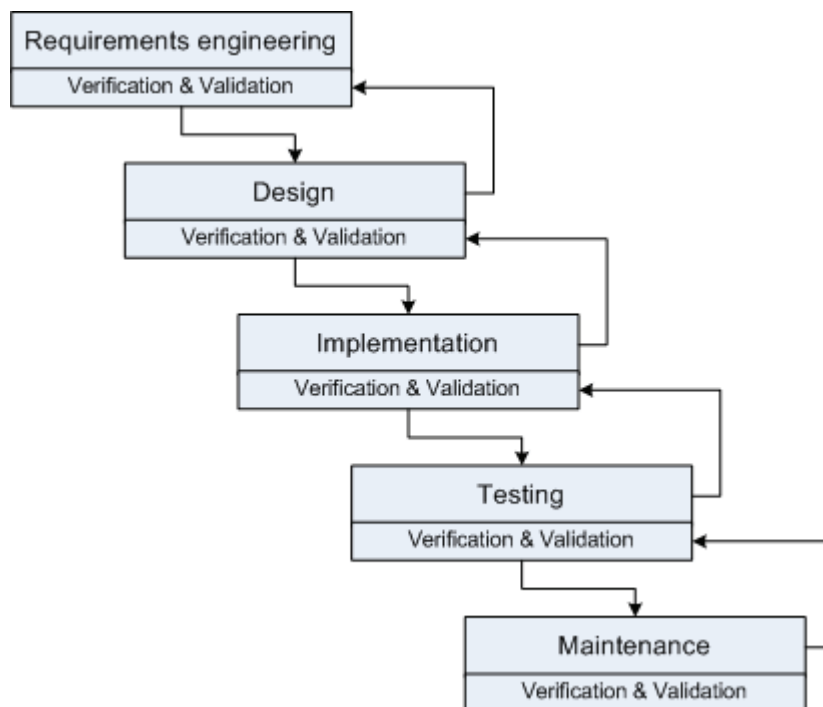 Requirements engineering
Verification & Validation
Design
Verification & Validation
Implementation
Verification & Validation
Testing
Verification & Validation
Maintenance
Verification & Validation